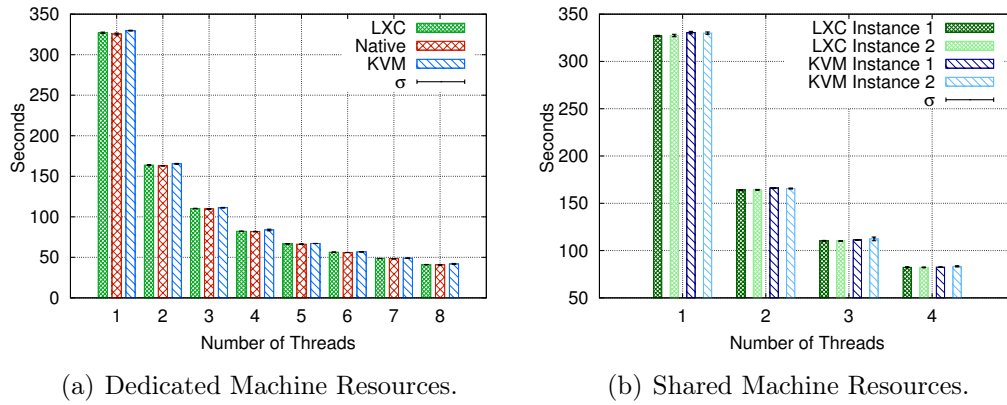 350
300
250
200
150
100
50
0
Seconds
LXC
Native
KVM
σ
1 2 3 4 5 6 7 8
Number of Threads
(a) Dedicated Machine Resources.
350
300
250
200
150
100
50
Seconds
LXC Instance 1
LXC Instance 2
KVM Instance 1
KVM Instance 2
σ
1 2 3 4
Number of Threads
(b) Shared Machine Resources.